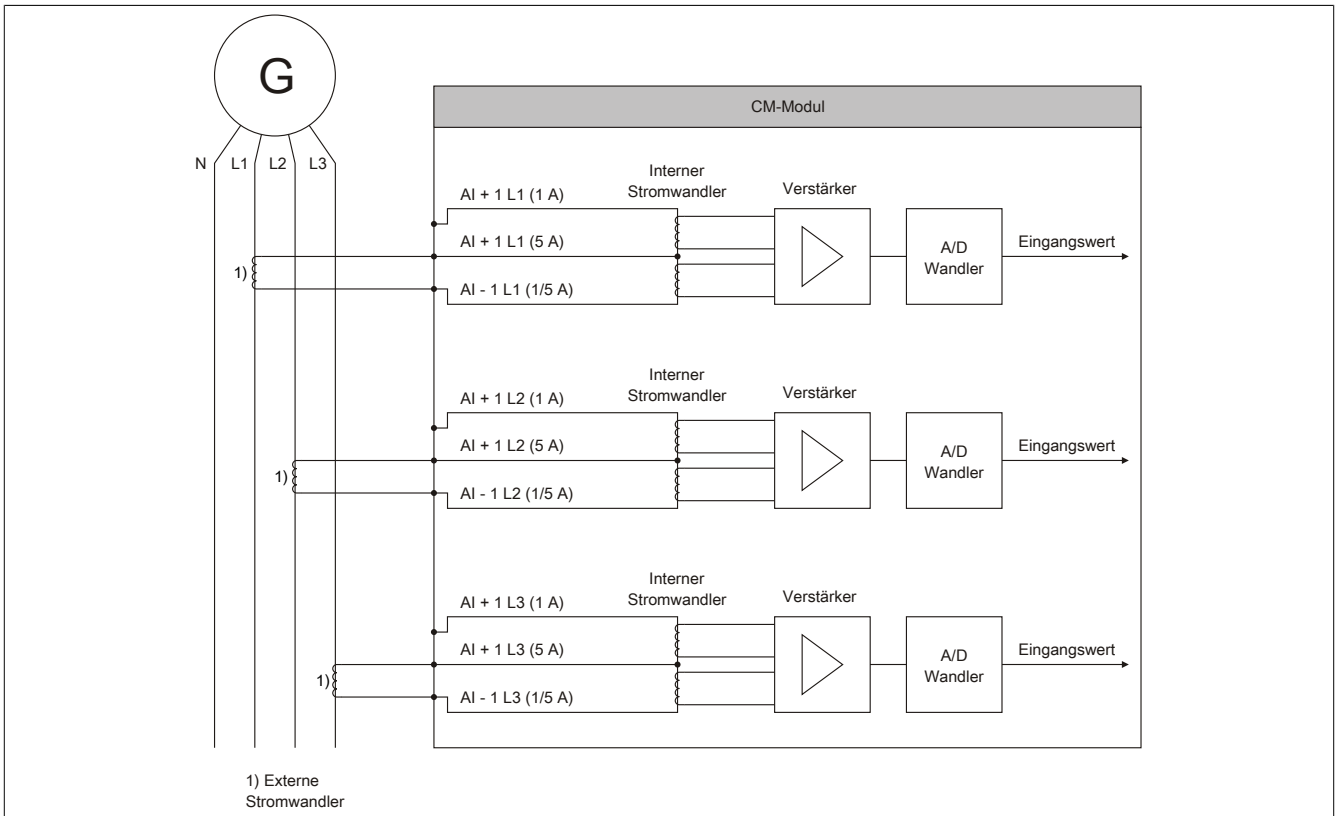 G
CM-Modul
N L1 L2 L3
AI + 1 L1 (1 A)
Interner
Stromwandler
Verstärker
AI + 1 L1 (5 A)
A/D
Wandler
Eingangswert
1)
AI - 1 L1 (1/5 A)
AI + 1 L2 (1 A)
Interner
Stromwandler
Verstärker
AI + 1 L2 (5 A)
A/D
Wandler
Eingangswert
1)
AI - 1 L2 (1/5 A)
AI + 1 L3 (1 A)
Interner
Stromwandler
Verstärker
AI + 1 L3 (5 A)
A/D
Wandler
Eingangswert
1)
AI - 1 L3 (1/5 A)
1) Externe
Stromwandler